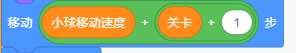 移动 小球移动速度 + 关卡 + 1 步